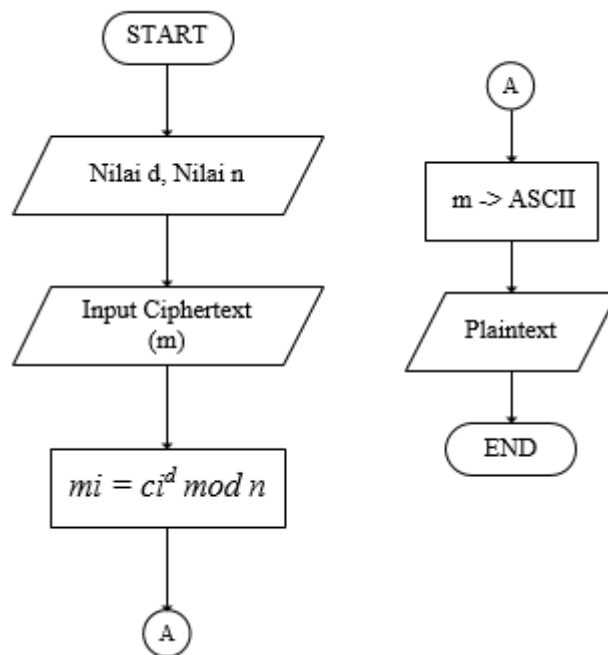 START
Nilai d, Nilai n
Input Ciphertext
(m)
mi = ci^d mod n
A
A
m -> ASCII
Plaintext
END